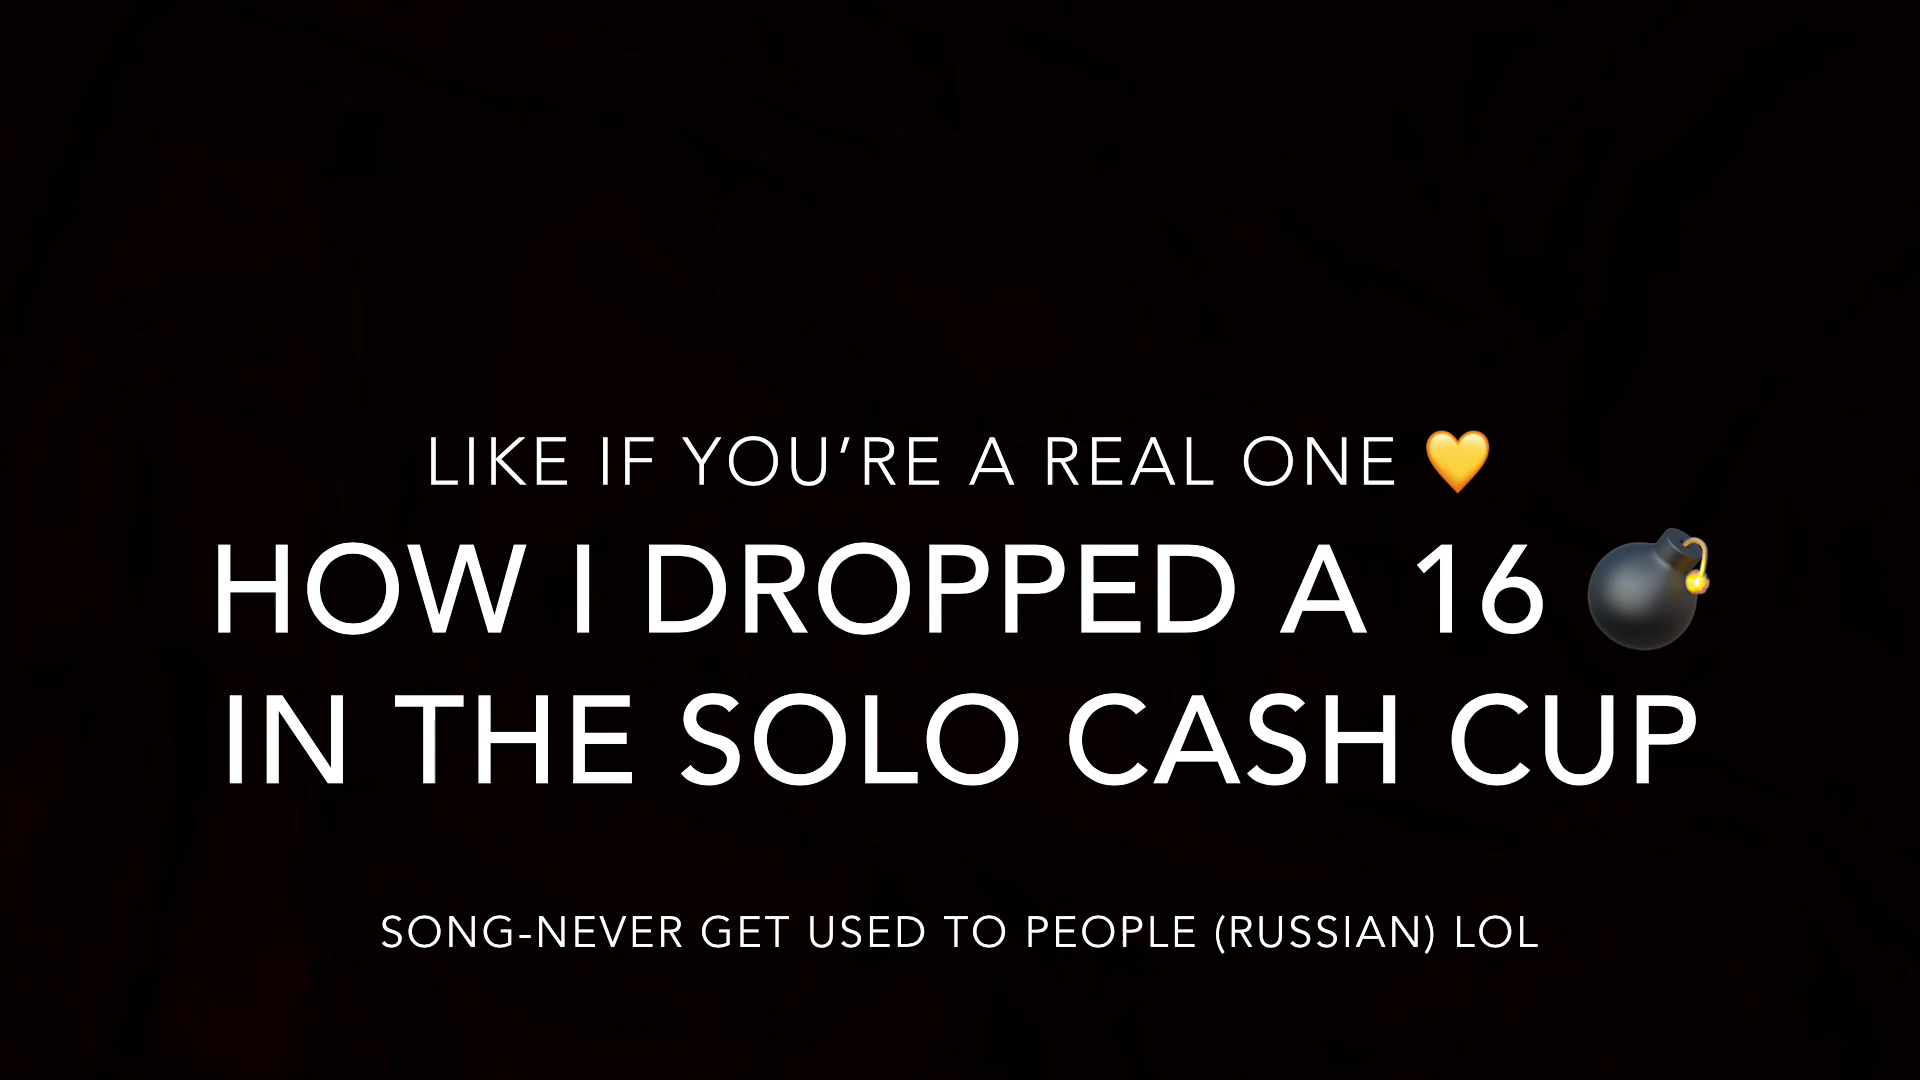 LIKE IF YOU’RE A REAL ONE 💛
HOW I DROPPED A 16 💣
IN THE SOLO CASH CUP
SONG-NEVER GET USED TO PEOPLE (RUSSIAN) LOL